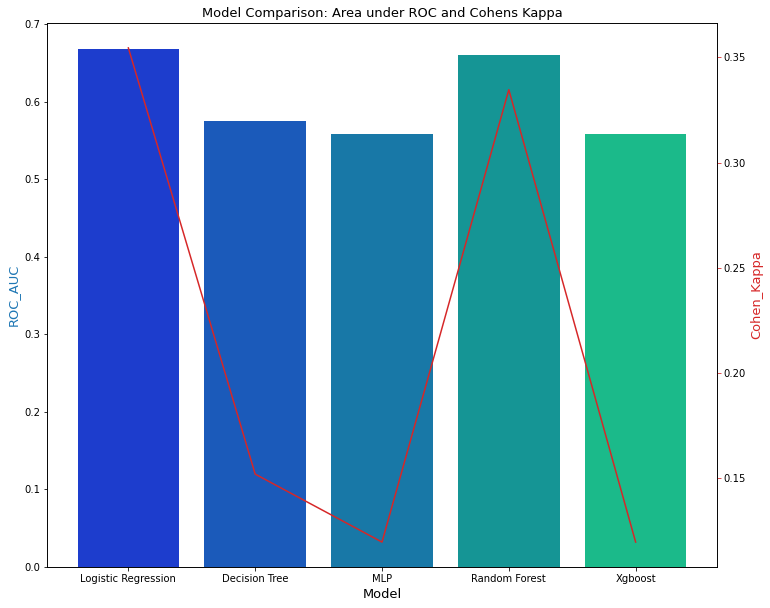 Model Comparison: Area under ROC and Cohens Kappa
0.7
0.6
0.5
0.4
0.3
0.2
0.1
0.0
ROC_AUC
0.35
0.30
0.25
0.20
0.15
Cohen_Kappa
Logistic Regression
Decision Tree
MLP
Random Forest
Xgboost
Model